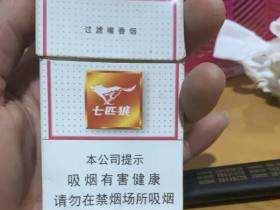 过滤嘴香烟
七匹狼
本公司提示
吸烟有害健康
请勿在禁烟场所吸烟